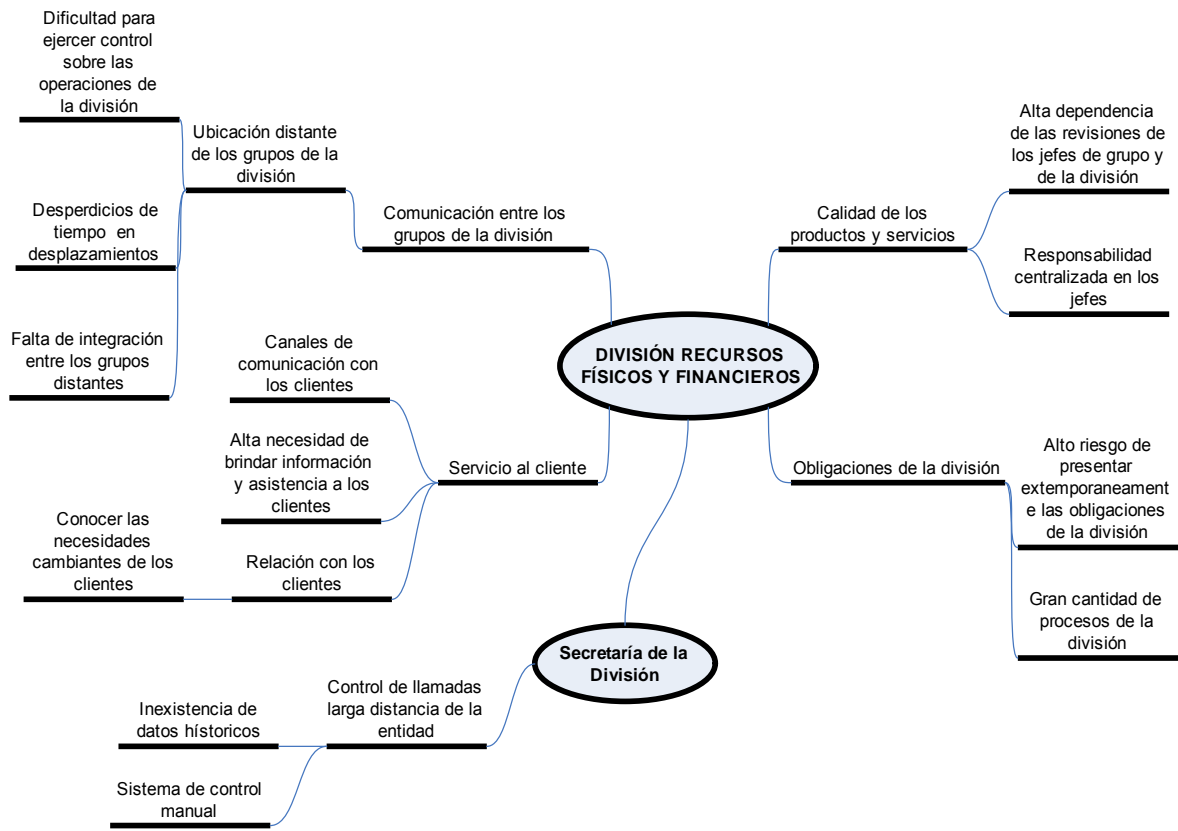 Dificultad para
ejercer control
sobre las
operaciones de
la división
Ubicación distante
de los grupos de la
división
Desperdicios de
tiempo en
desplazamientos
Falta de integración
entre los grupos
distantes
Comunicación entre los
grupos de la división
Calidad de los
productos y servicios
Alta dependencia
de las revisiones de
los jefes de grupo y
de la división
Responsabilidad
centralizada en los
jefes
DIVISIÓN RECURSOS
FÍSICOS Y FINANCIEROS
Canales de
comunicación con
los clientes
Alta necesidad de
brindar información
y asistencia a los
clientes
Servicio al cliente
Conocer las
necesidades
cambiantes de los
clientes
Relación con los
clientes
Obligaciones de la división
Alto riesgo de
presentar
extemporaneament
e las obligaciones
de la división
Gran cantidad de
procesos de la
división
Secretaría de la
División
Control de llamadas
larga distancia de la
entidad
Inexistencia de
datos hístoricos
Sistema de control
manual